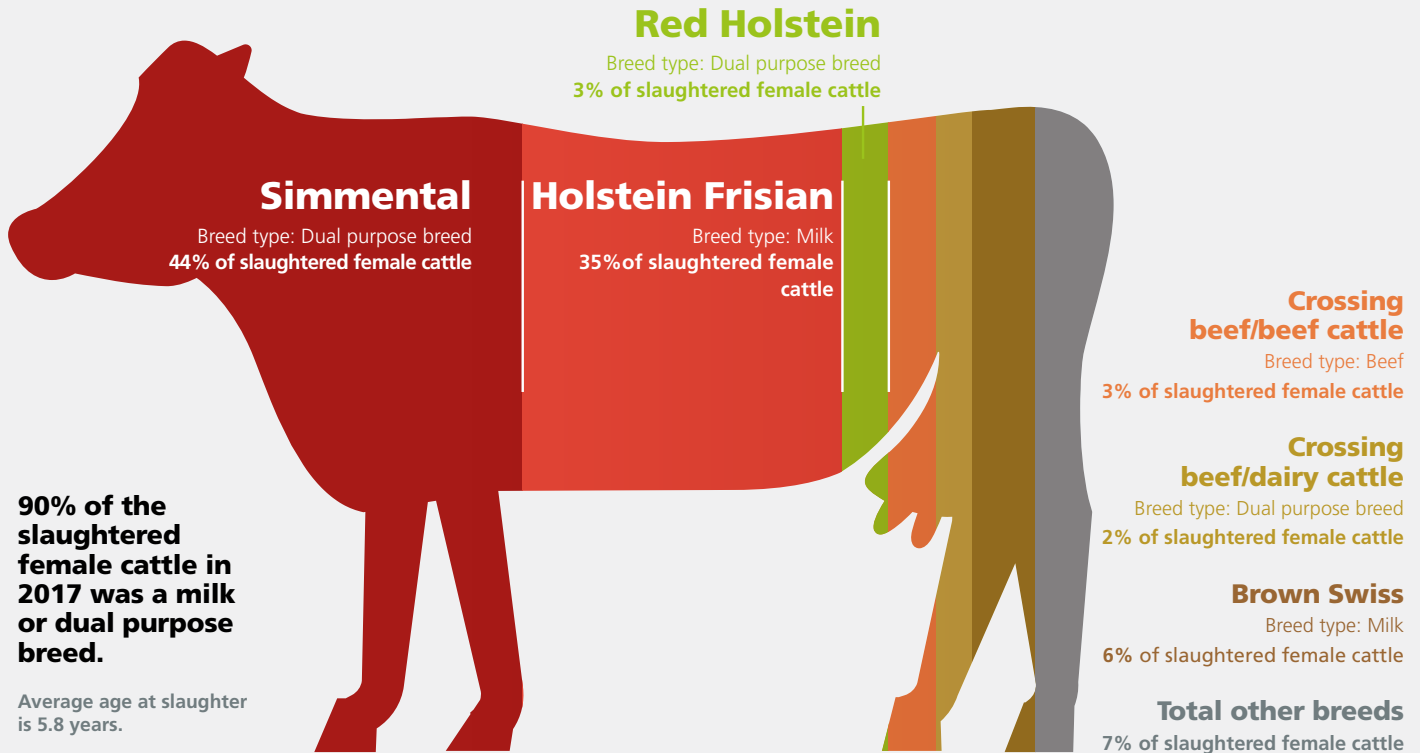 Red Holstein
Breed type: Dual purpose breed
3% of slaughtered female cattle
Simmental
Breed type: Dual purpose breed
44% of slaughtered female cattle
Holstein Frisian
Breed type: Milk
35%of slaughtered female
cattle
Crossing
beef/beef cattle
Breed type: Beef
3% of slaughtered female cattle
Crossing
beef/dairy cattle
Breed type: Dual purpose breed
2% of slaughtered female cattle
Brown Swiss
Breed type: Milk
6% of slaughtered female cattle
Total other breeds
7% of slaughtered female cattle
90% of the
slaughtered
female cattle in
2017 was a milk
or dual purpose
breed.
Average age at slaughter
is 5.8 years.